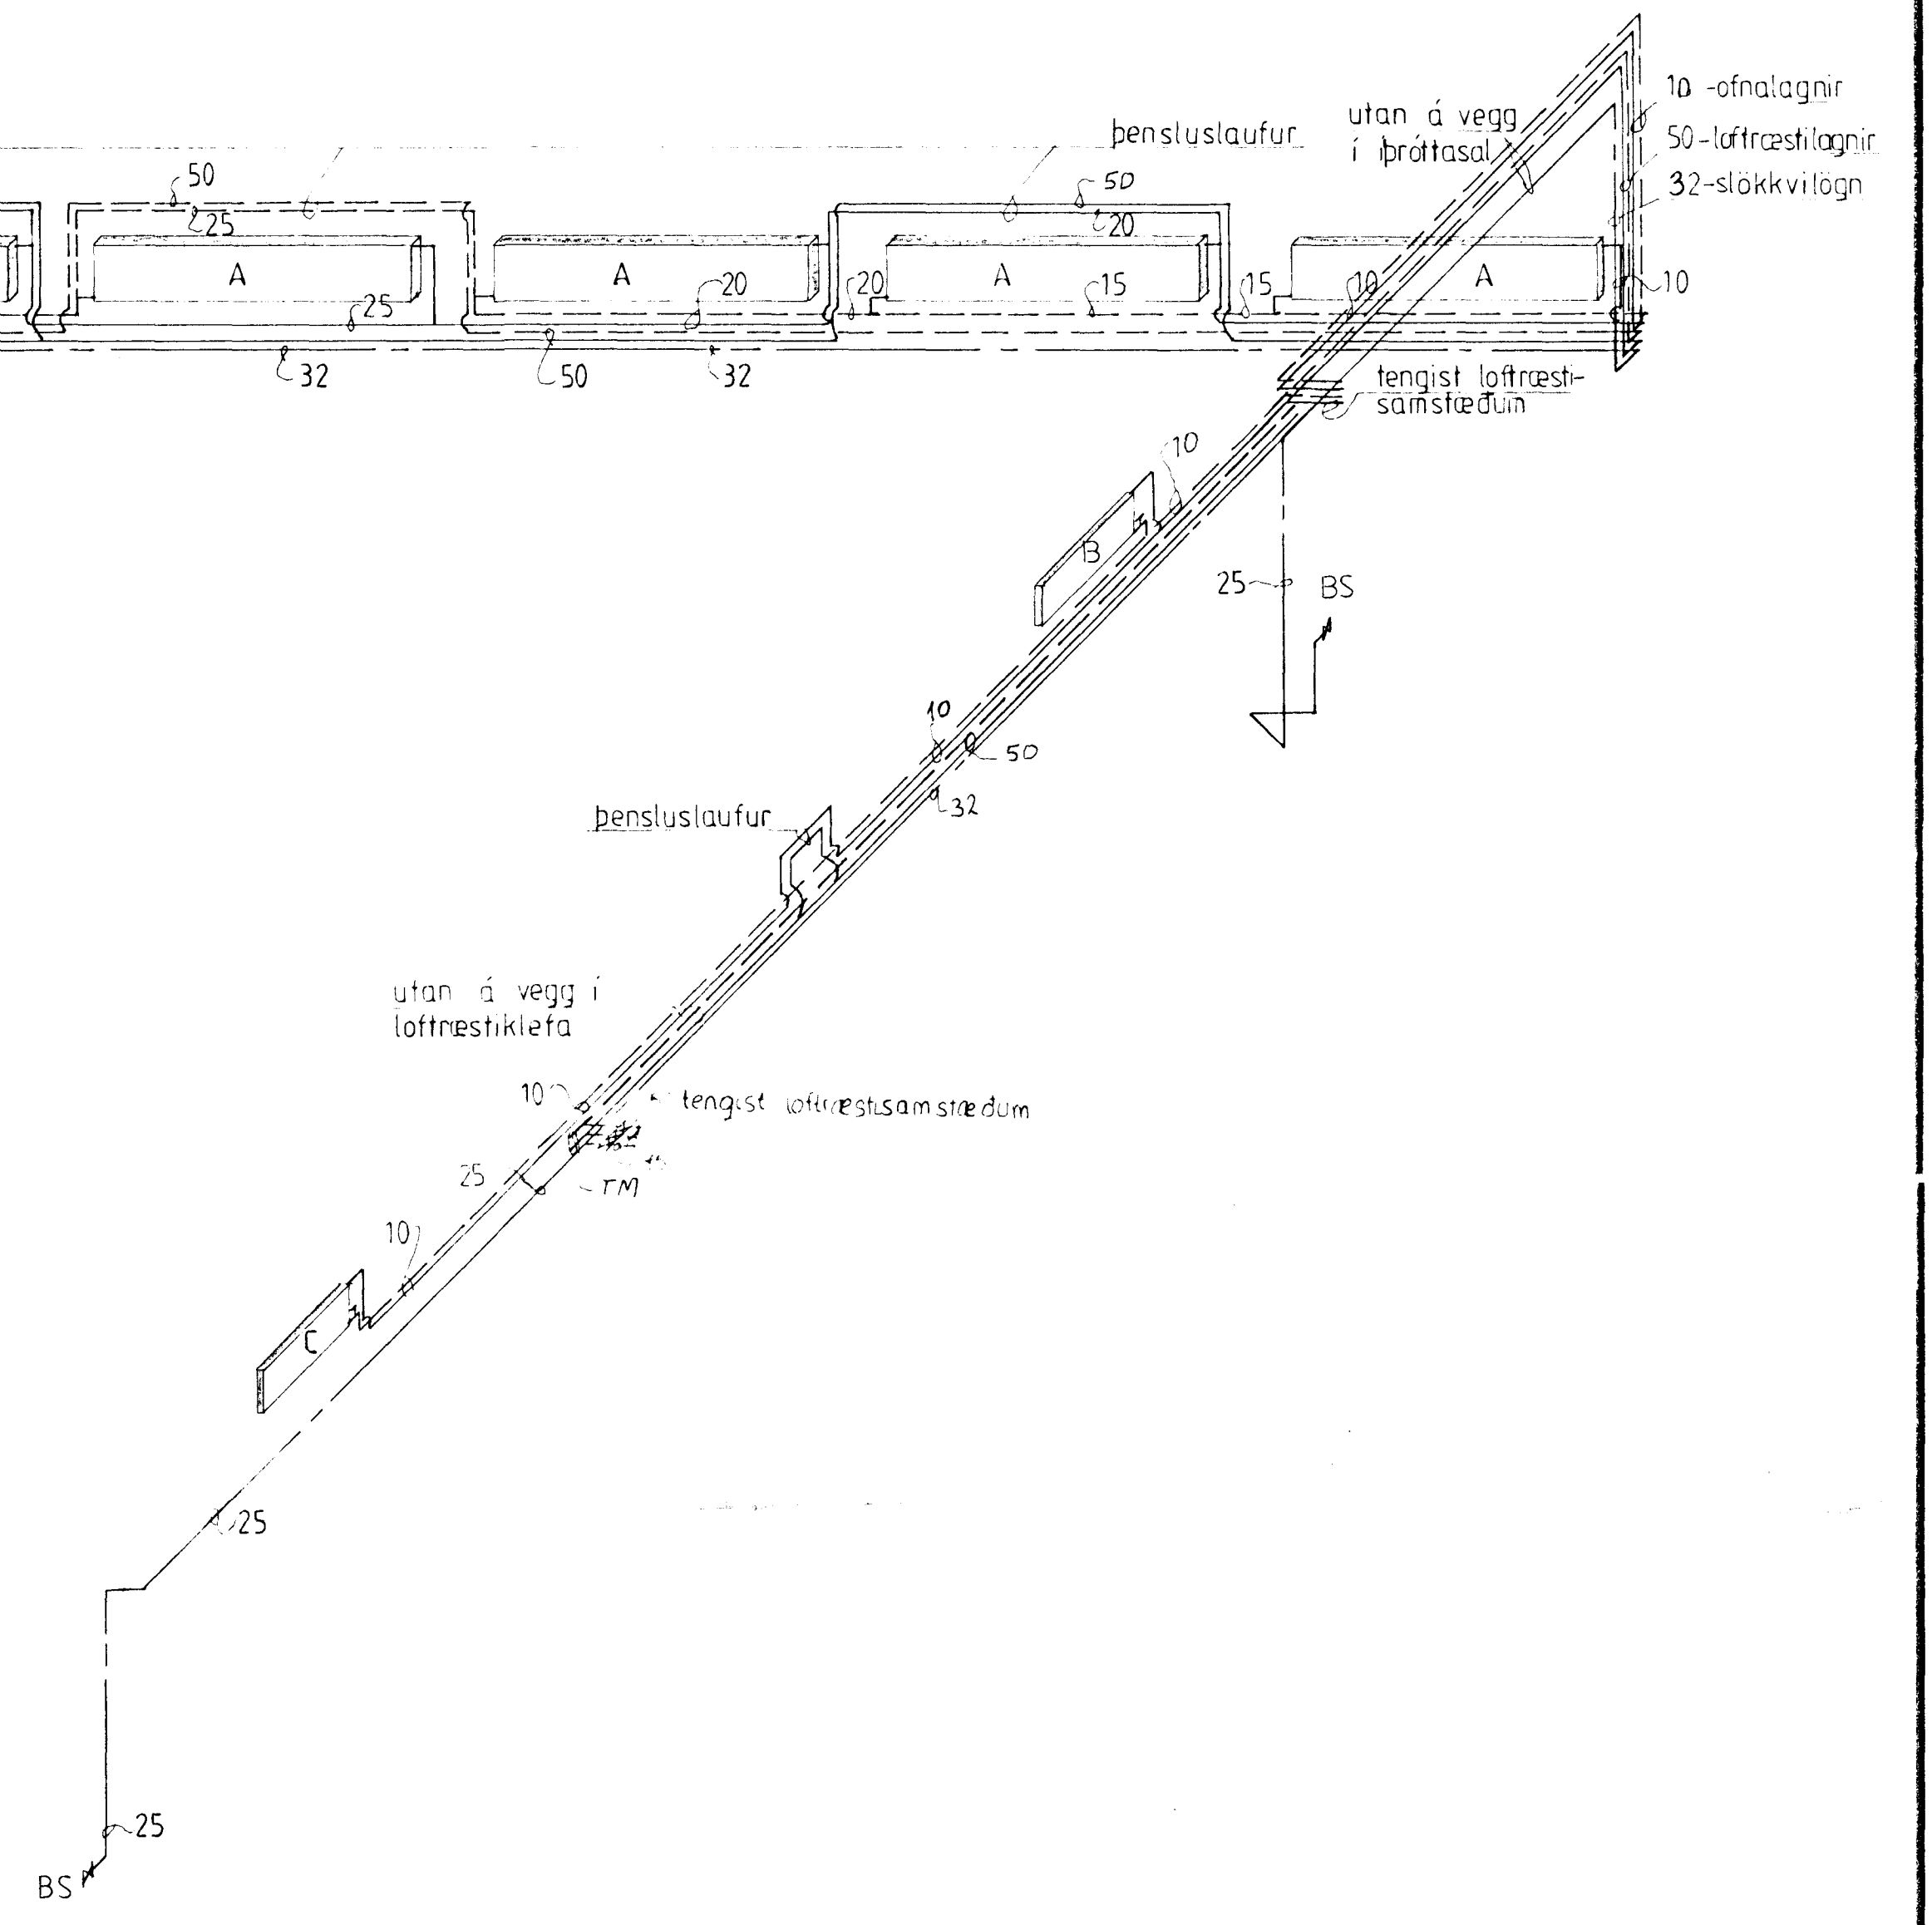 10 -ofnalagnir
utan á vegg
í íþróttasal
þensluslaufur
50-loftræstilagnir
32-slökkvilögn
50
25
50
20
A
A
A
A
25
20
20
15
15
10
10
32
50
32
tengist loftræsti-
samstæðum
10
B
25
BS
10
50
32
þensluslaufur
utan á vegg í
loftræstiklefa
10
tengist loftræstisamstæðum
25
TM
10
C
25
25
BS